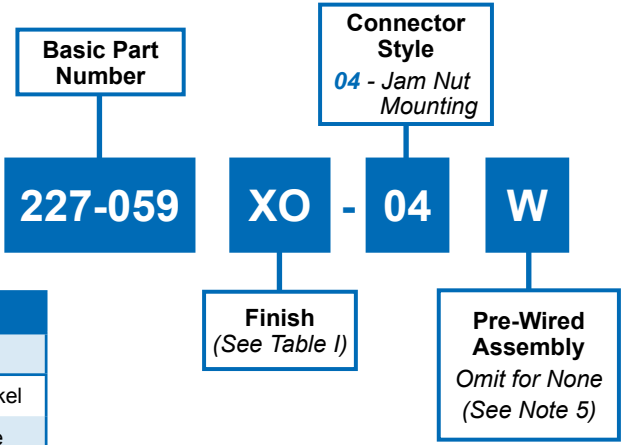 Basic Part
Number
Connector
Style
04 - Jam Nut
Mounting
227-059 XO - 04 W
Finish
(See Table I)
Pre-Wired
Assembly
Omit for None
(See Note 5)